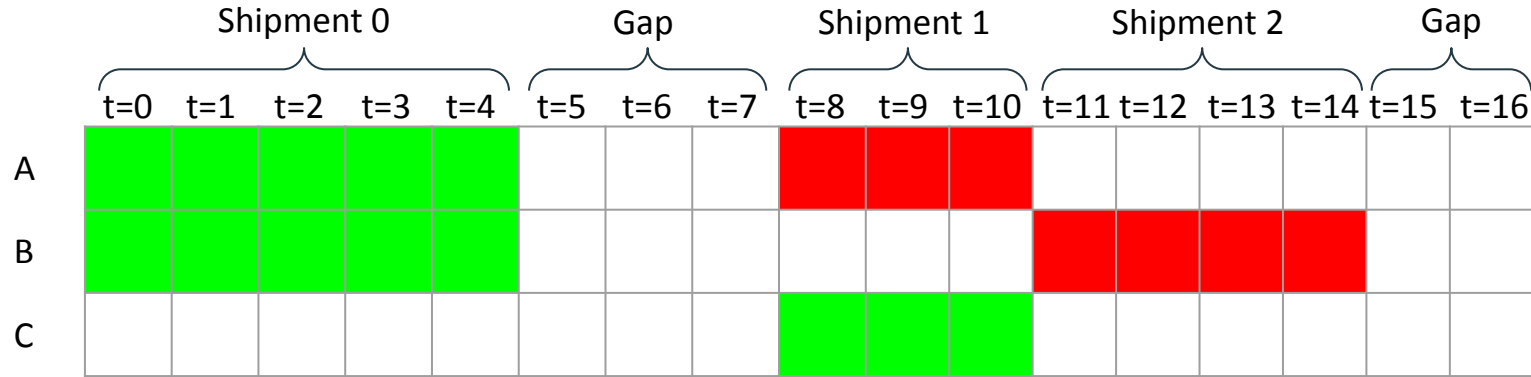 Shipment 0 Gap Shipment 1 Shipment 2 Gap
t=0 t=1 t=2 t=3 t=4 t=5 t=6 t=7 t=8 t=9 t=10 t=11 t=12 t=13 t=14 t=15 t=16
A
B
C